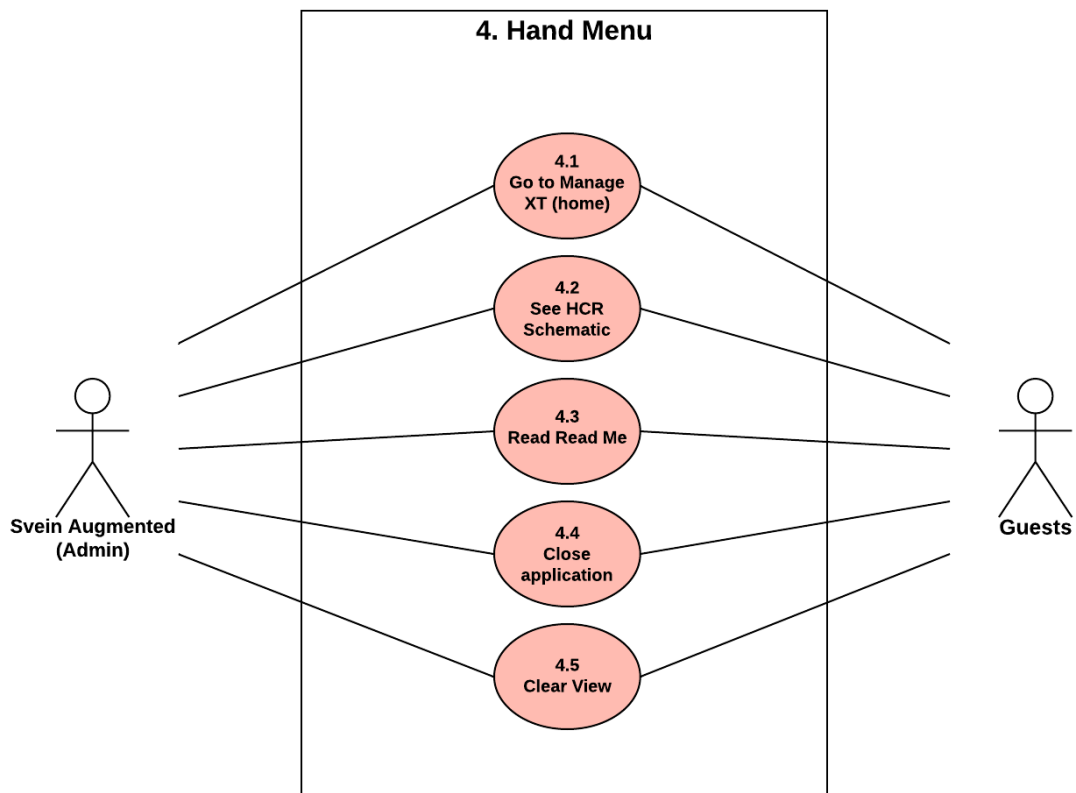 4. Hand Menu
4.1
Go to Manage
XT (home)
4.2
See HCR
Schematic
4.3
Read Read Me
4.4
Close
application
4.5
Clear View
Svein Augmented
(Admin)
Guests